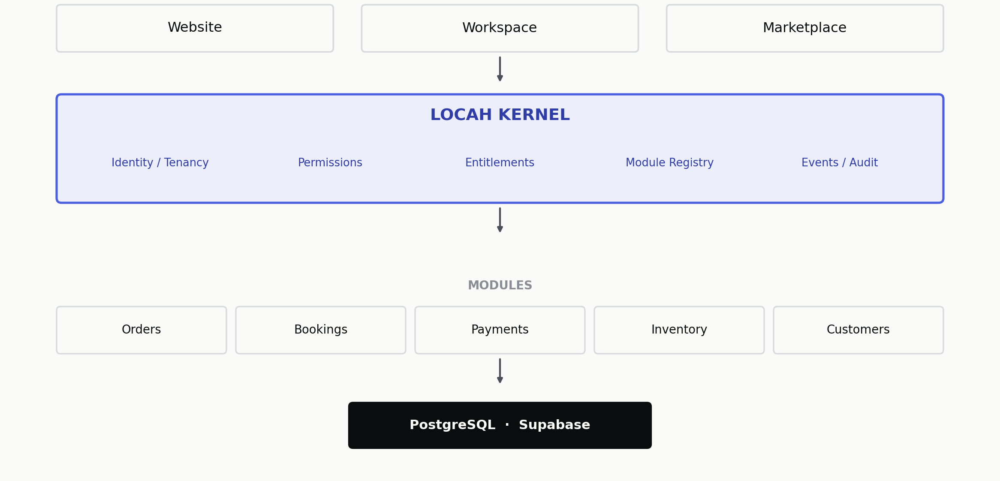 Website Workspace Marketplace
LOCAH KERNEL
Identity / Tenancy Permissions Entitlements Module Registry Events / Audit
MODULES
Orders Bookings Payments Inventory Customers
PostgreSQL · Supabase